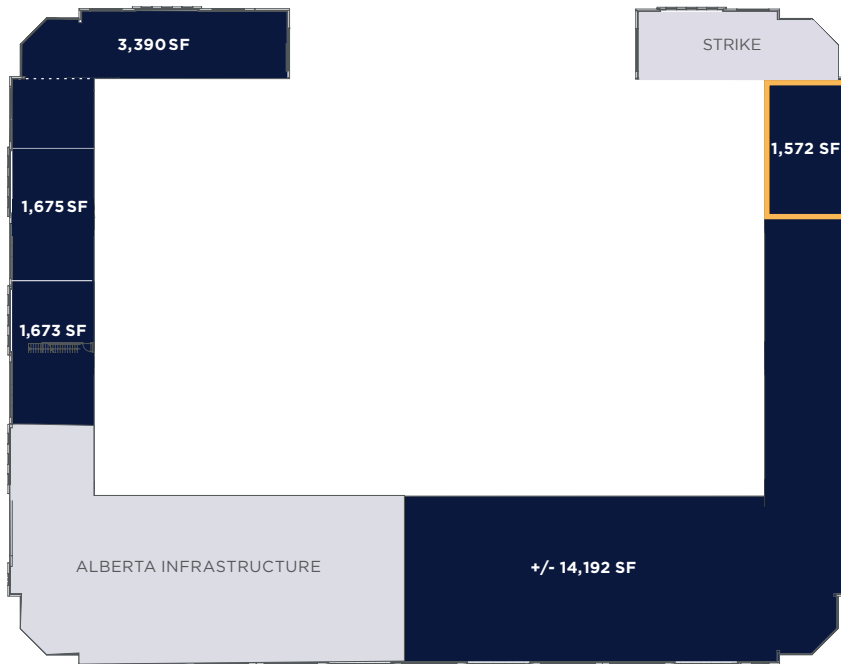 3,390 SF
STRIKE
1,572 SF
1,675 SF
1,673 SF
ALBERTA INFRASTRUCTURE
+/- 14,192 SF